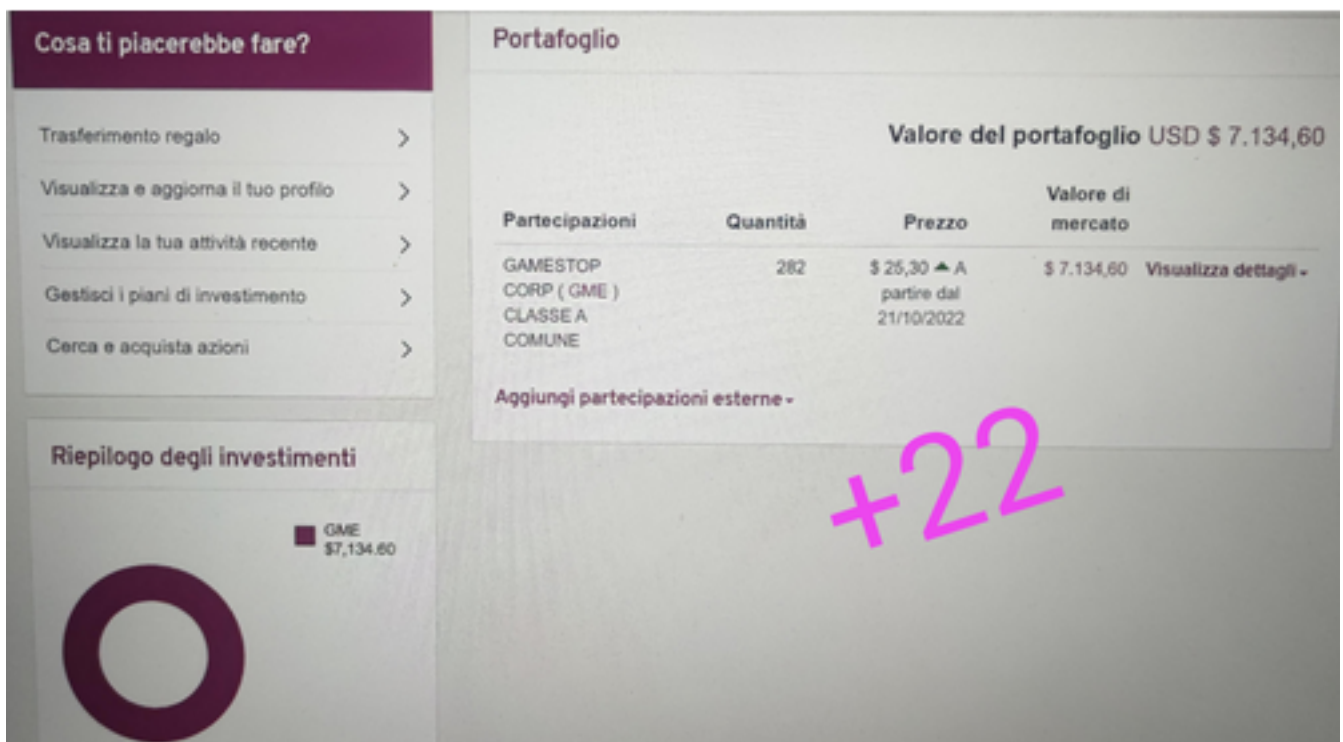 Cosa ti piacerebbe fare?
Trasferimento regalo
Visualizza e aggiorna il tuo profilo
Visualizza la tua attività recente
Gestisci i piani di investimento
Cerca e acquista azioni
Riepilogo degli investimenti
GME
$7,134.60
Portafoglio
Valore del portafoglio USD $ 7.134,60
Partecipazioni Quantità Prezzo Valore di mercato
GAMESTOP 282 $ 25,30 ▲ A $ 7.134,60 Visualizza dettagli
CORP ( GME ) partire dal
CLASSE A 21/10/2022
COMUNE
Aggiungi partecipazioni esterne
+22